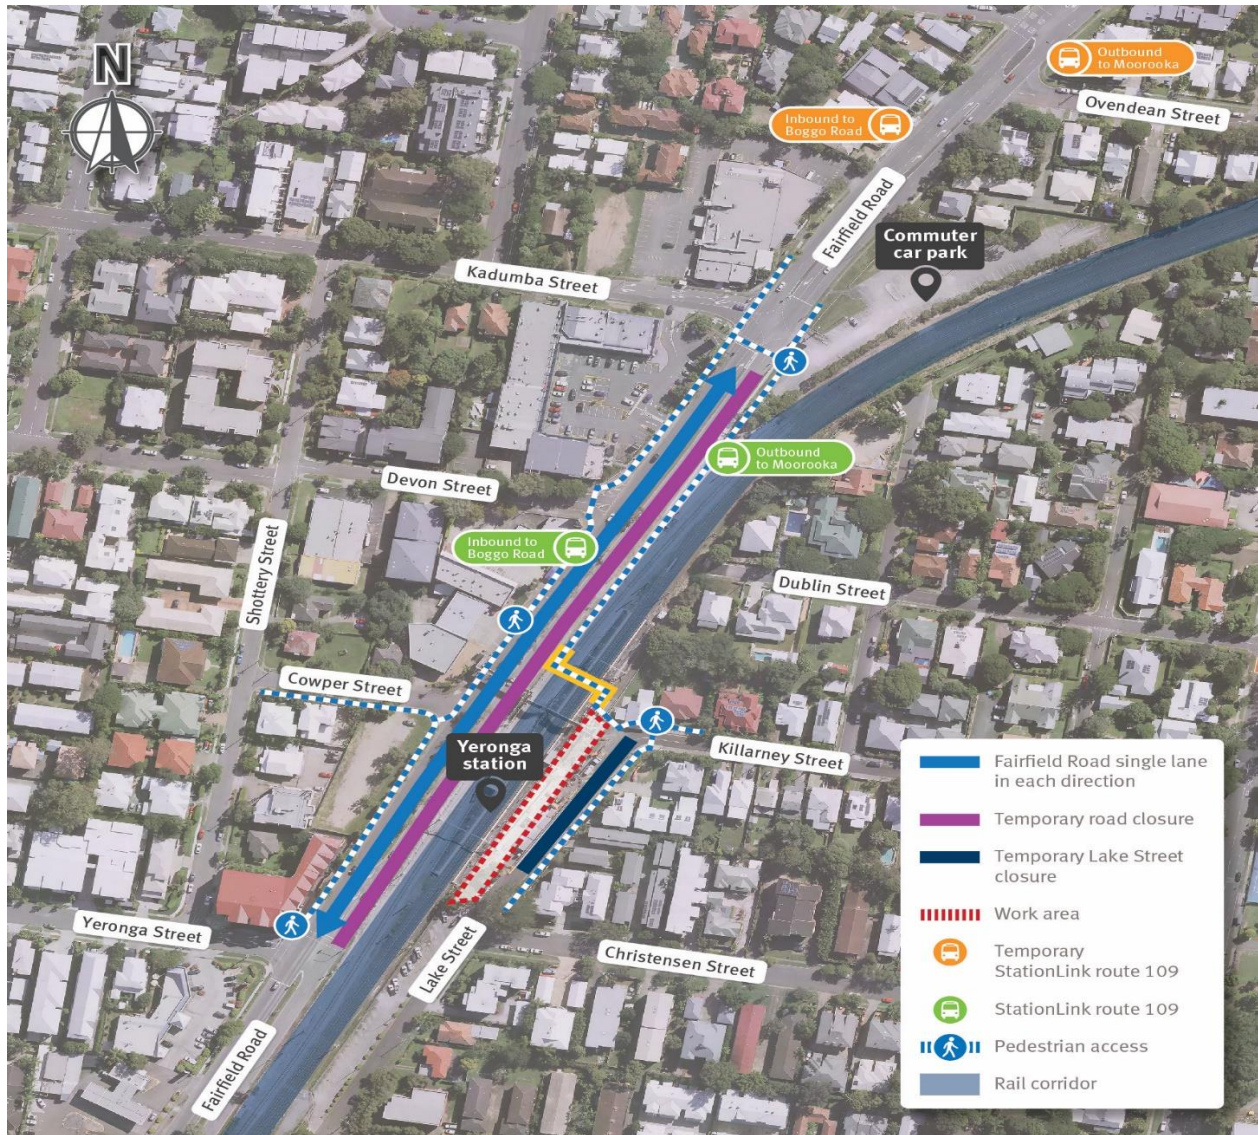 N
Outbound
to Moorooka
Ovendean Street
Inbound to
Boggo Road
Fairfield Road
Commuter
car park
Kadumba Street
Outbound
to Moorooka
Devon Street
Inbound to
Boggo Road
Shottery Street
Dublin Street
Cowper Street
Yeronga
station
Killarney Street
Yeronga Street
Lake Street
Christensen Street
Fairfield Road
Fairfield Road single lane
in each direction
Temporary road closure
Temporary Lake Street
closure
Work area
Temporary
StationLink route 109
StationLink route 109
Pedestrian access
Rail corridor